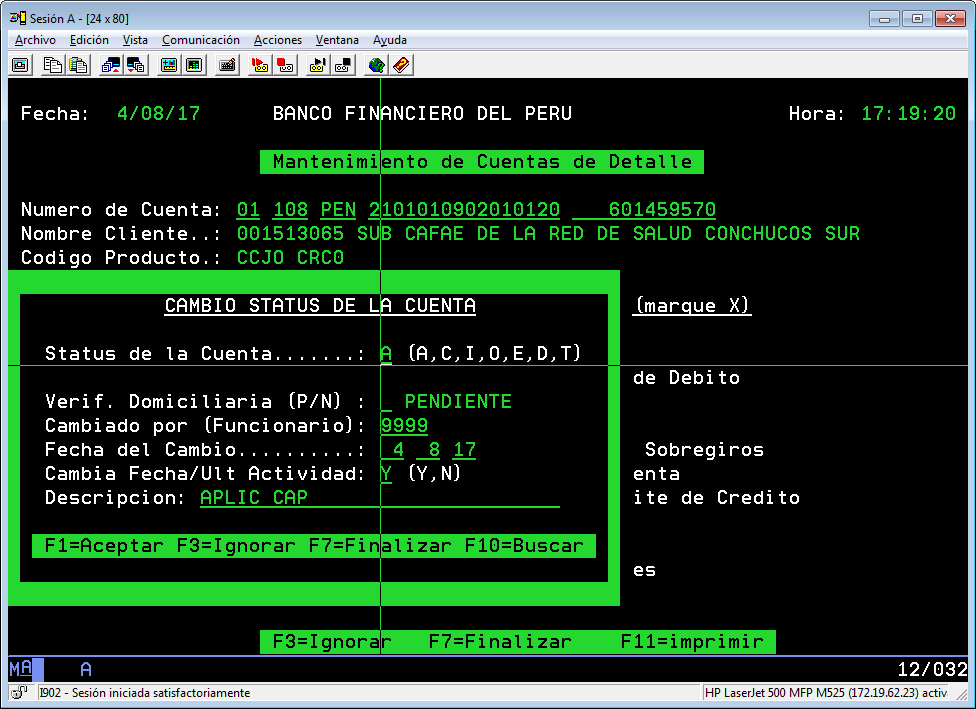 Sesión A - [24 x 80]
Archivo Edición Vista Comunicación Acciones Ventana Ayuda
Fecha: 4/08/17 BANCO FINANCIERO DEL PERU Hora: 17:19:20
Mantenimiento de Cuentas de Detalle
Numero de Cuenta: 01 108 PEN 2101010902010120 601459570
Nombre Cliente..: 001513065 SUB CAFAE DE LA RED DE SALUD CONCHUCOS SUR
Codigo Producto.: CCJO CRC0
CAMBIO STATUS DE LA CUENTA (marque X)
Status de la Cuenta.......: A (A,C,I,O,E,D,T)
de Debito
Verif. Domiciliaria (P/N) : _ PENDIENTE
Cambiado por (Funcionario): 9999
Fecha del Cambio..........: 4 8 17 Sobregiros
Cambia Fecha/Ult Actividad: Y (Y,N) enta
Descripcion: APLIC CAP ite de Credito
F1=Aceptar F3=Ignorar F7=Finalizar F10=Buscar
es
F3=Ignorar F7=Finalizar F11=imprimir
MA A 12/032
I902 - Sesión iniciada satisfactoriamente HP LaserJet 500 MFP M525 (172.19.62.23) activ